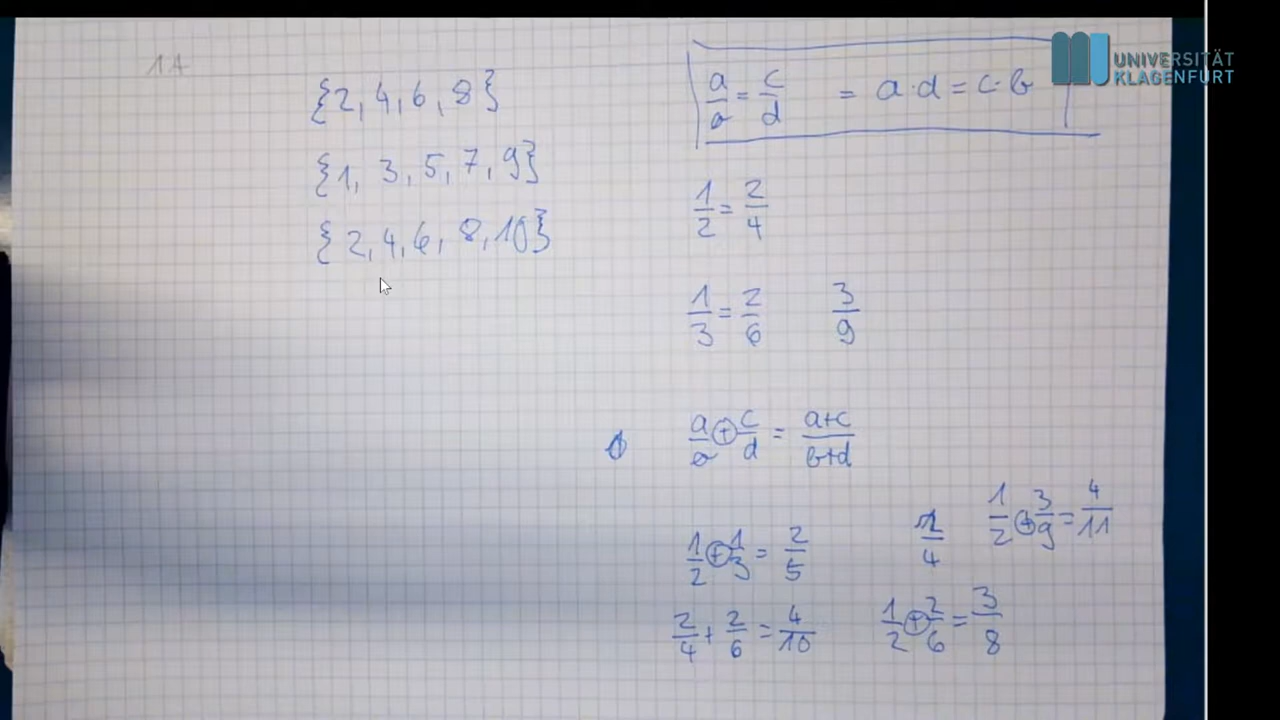 1A
{2, 4, 6, 8}
{1, 3, 5, 7, 9}
{2, 4, 6, 8, 10}
a/b = c/d = a·d = c·b
UNIVERSITÄT
KLAGENFURT
1/2 = 2/4
1/3 = 2/6 3/9
a/b ⊕ c/d = a+c/b+d
1/2 ⊕ 3/9 = 4/11
1/2 ⊕ 1/3 = 2/5
2/4 + 2/6 = 4/10
1/2 ⊕ 2/6 = 3/8